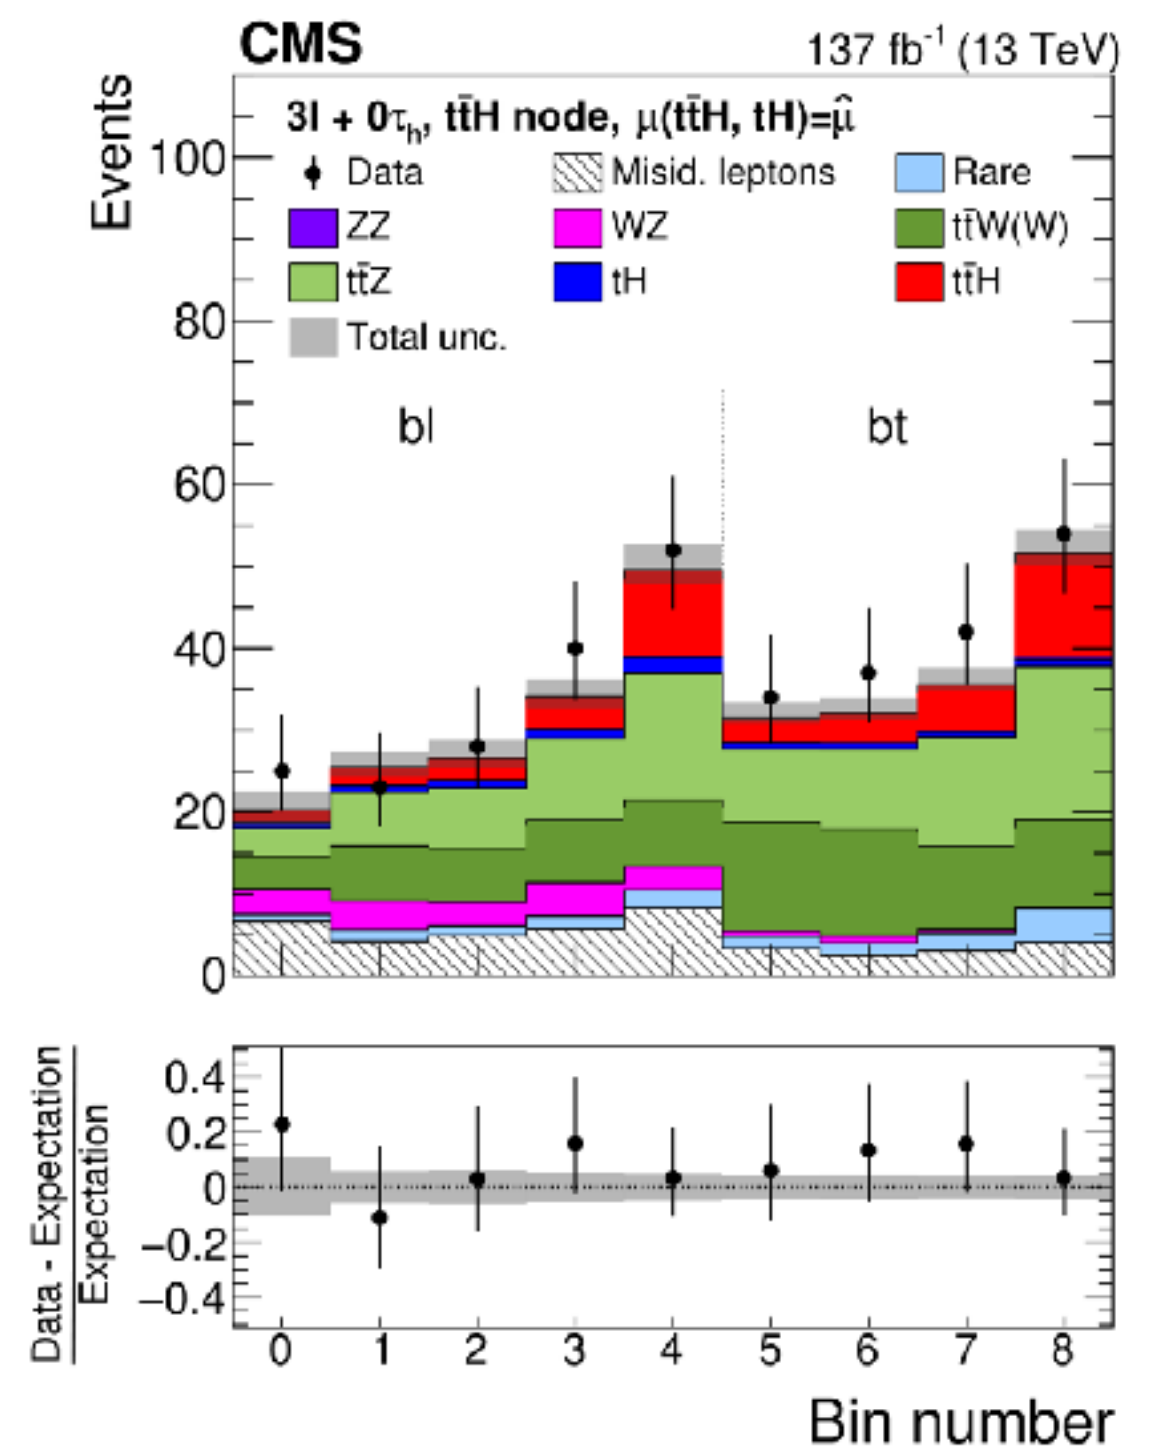 CMS 137 fb⁻¹ (13 TeV)
Events
3l + 0τₕ, tt̄H node, μ(tt̄H, tH)=μ̂
Data Misid. leptons Rare
ZZ WZ tt̄W(W)
tt̄Z tH tt̄H
Total unc.
bl bt
100
80
60
40
20
0
Data - Expectation
Expectation
0.4
0.2
0
−0.2
−0.4
0 1 2 3 4 5 6 7 8
Bin number